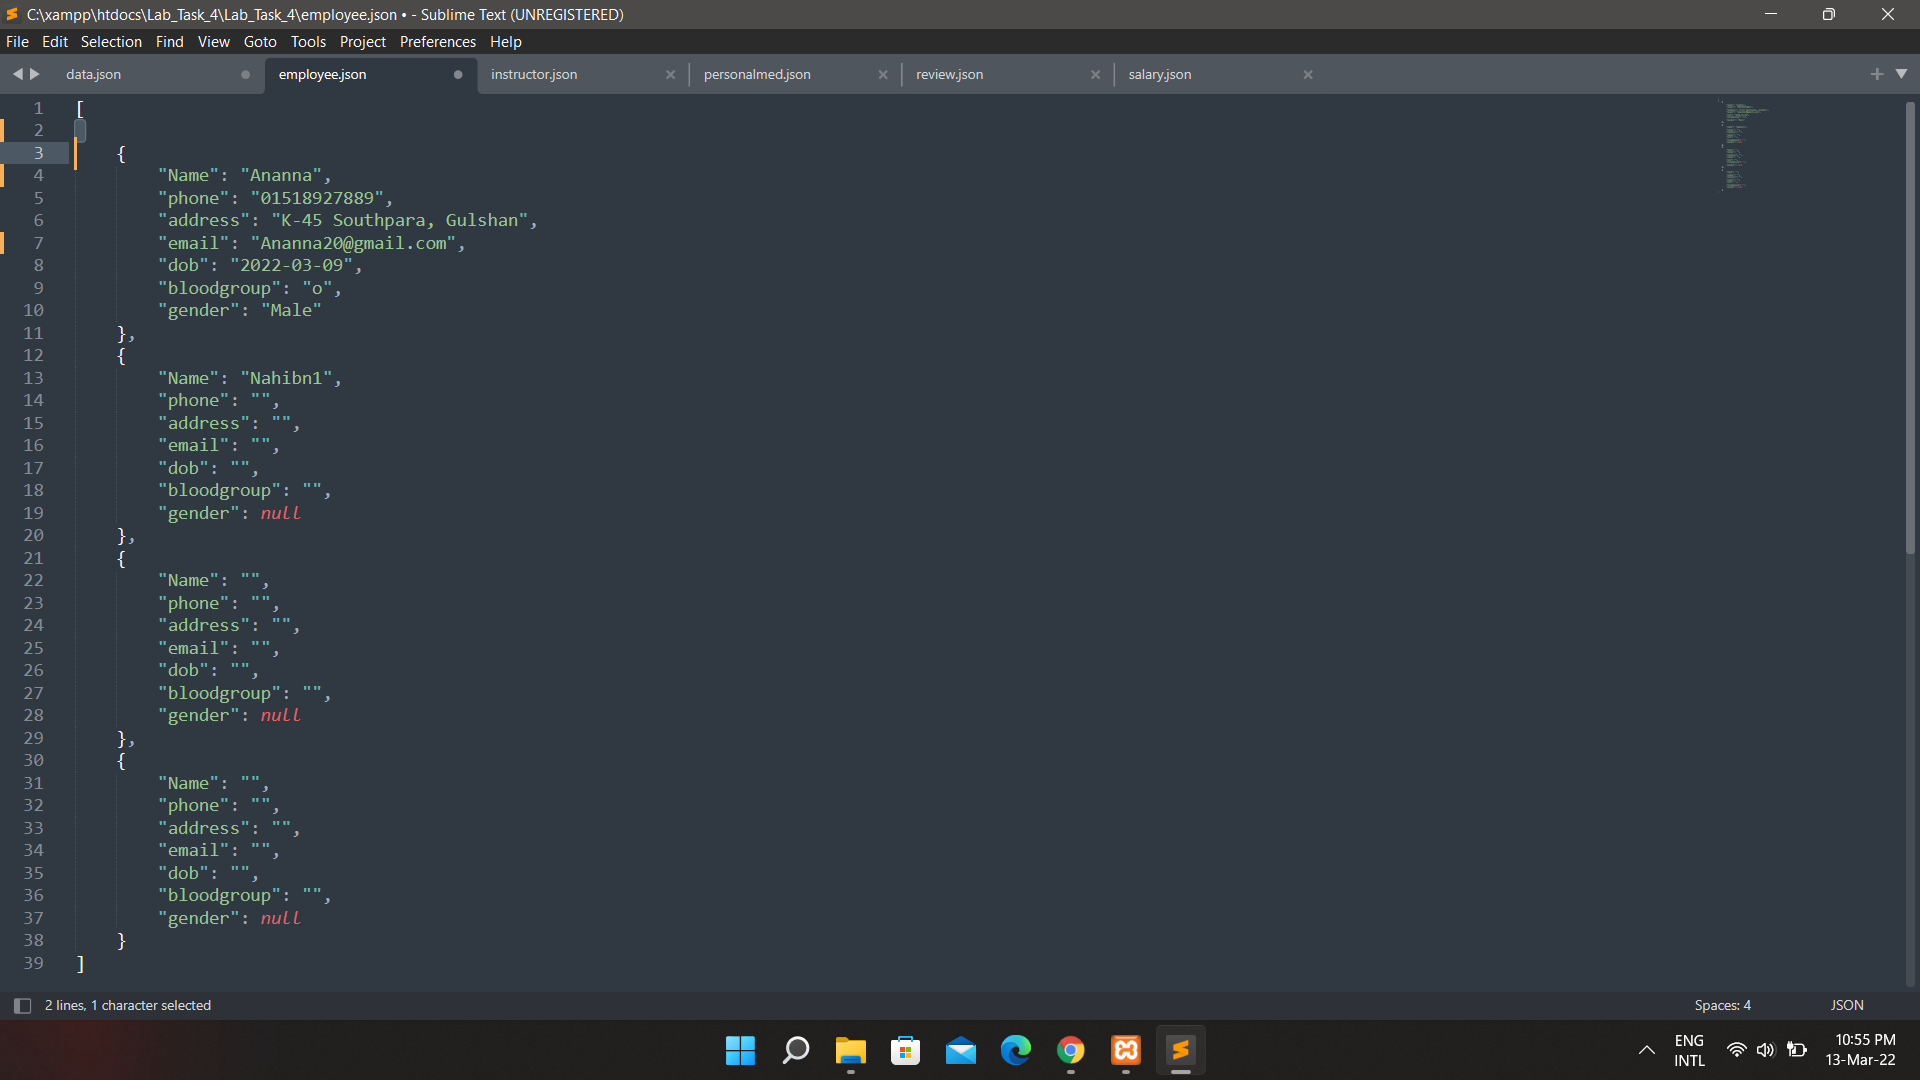 C:\xampp\htdocs\Lab_Task_4\Lab_Task_4\employee.json • - Sublime Text (UNREGISTERED)
File Edit Selection Find View Goto Tools Project Preferences Help
data.json employee.json instructor.json personalmed.json review.json salary.json
1 [
2
3 {
4 "Name": "Ananna",
5 "phone": "01518927889",
6 "address": "K-45 Southpara, Gulshan",
7 "email": "Ananna20@gmail.com",
8 "dob": "2022-03-09",
9 "bloodgroup": "o",
10 "gender": "Male"
11 },
12 {
13 "Name": "Nahibn1",
14 "phone": "",
15 "address": "",
16 "email": "",
17 "dob": "",
18 "bloodgroup": "",
19 "gender": null
20 },
21 {
22 "Name": "",
23 "phone": "",
24 "address": "",
25 "email": "",
26 "dob": "",
27 "bloodgroup": "",
28 "gender": null
29 },
30 {
31 "Name": "",
32 "phone": "",
33 "address": "",
34 "email": "",
35 "dob": "",
36 "bloodgroup": "",
37 "gender": null
38 }
39 ]
2 lines, 1 character selected Spaces: 4 JSON
ENG 10:55 PM
INTL 13-Mar-22